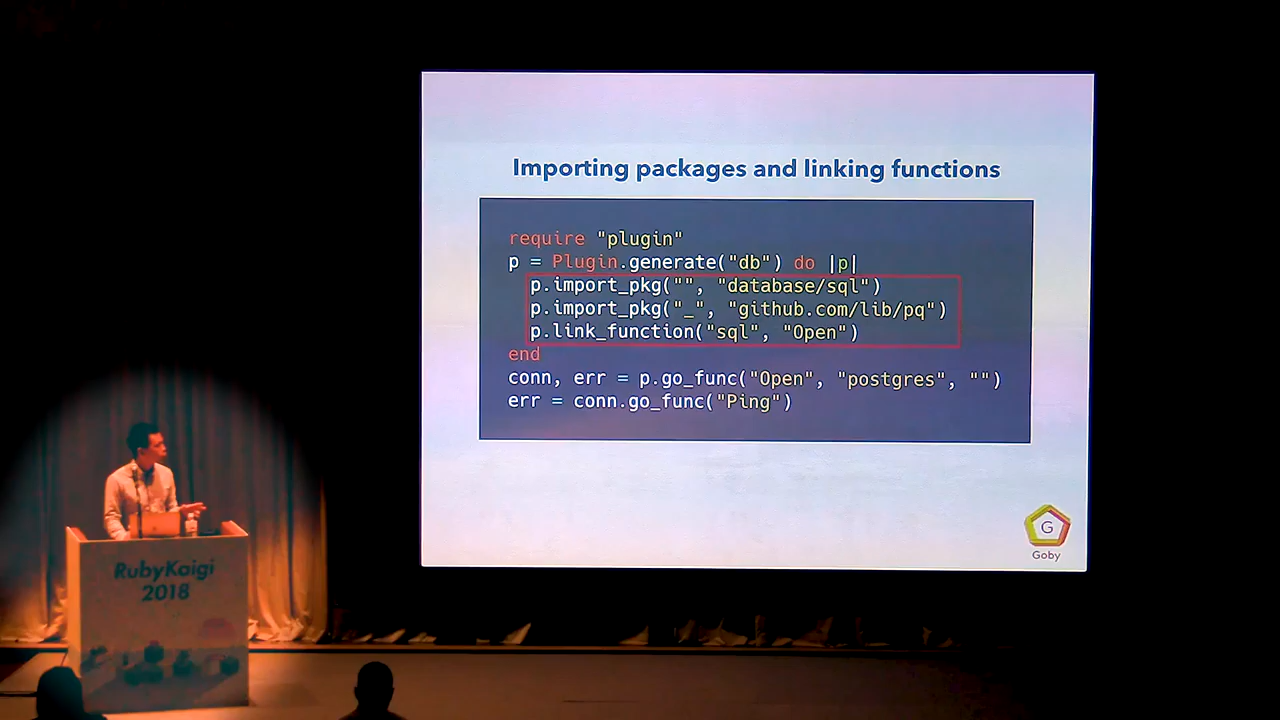 Importing packages and linking functions
require "plugin"
p = Plugin.generate("db") do |p|
p.import_pkg("", "database/sql")
p.import_pkg("_", "github.com/lib/pq")
p.link_function("sql", "Open")
end
conn, err = p.go_func("Open", "postgres", "")
err = conn.go_func("Ping")
G
Goby
RubyKaigi
2018